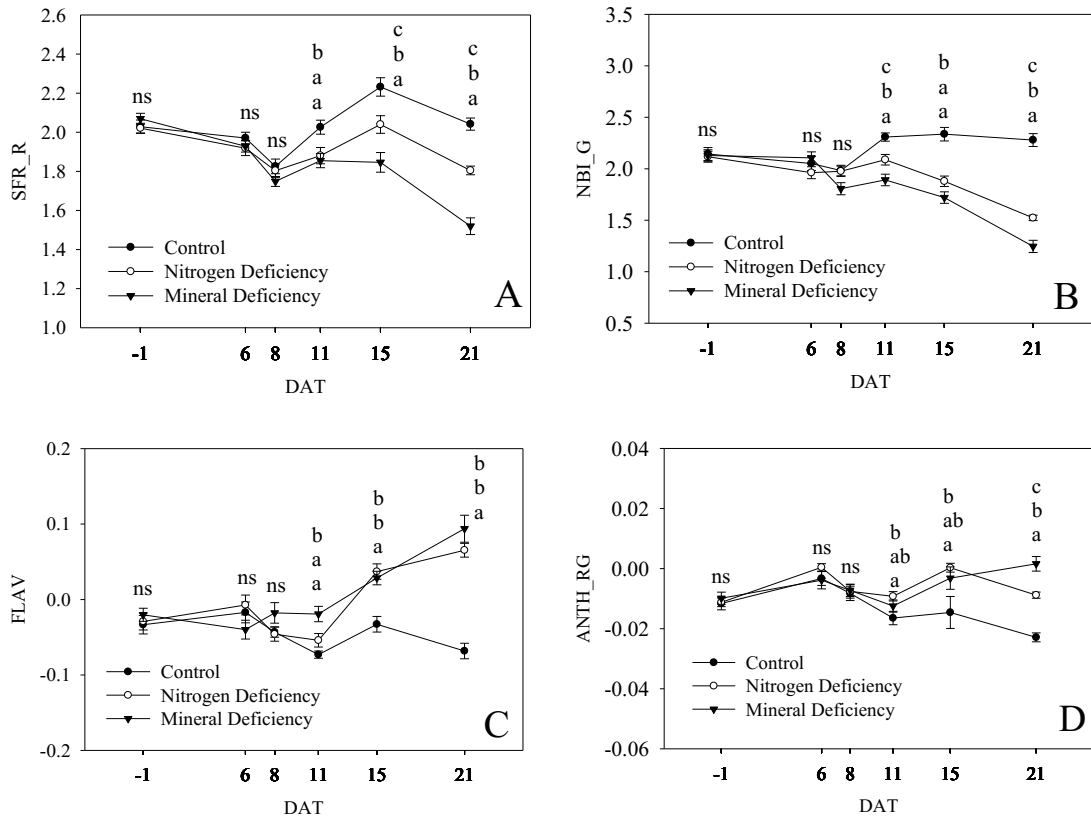 2.6
2.4
2.2
2.0
1.8
1.6
1.4
1.2
1.0
SFR_R
ns
ns
ns
b
a
a
c
b
a
c
b
a
Control
Nitrogen Deficiency
Mineral Deficiency
A
-1 6 8 11 15 21
DAT
3.5
3.0
2.5
2.0
1.5
1.0
0.5
NBI_G
ns
ns
ns
c
b
a
b
a
a
c
b
a
Control
Nitrogen Deficiency
Mineral Deficiency
B
-1 6 8 11 15 21
DAT
0.2
0.1
0.0
-0.1
-0.2
FLAV
ns
ns
ns
b
a
a
b
b
a
b
b
a
Control
Nitrogen Deficiency
Mineral Deficiency
C
-1 6 8 11 15 21
DAT
0.04
0.02
0.00
-0.02
-0.04
-0.06
ANTH_RG
ns
ns
ns
b
ab
a
b
ab
a
c
b
a
Control
Nitrogen Deficiency
Mineral Deficiency
D
-1 6 8 11 15 21
DAT